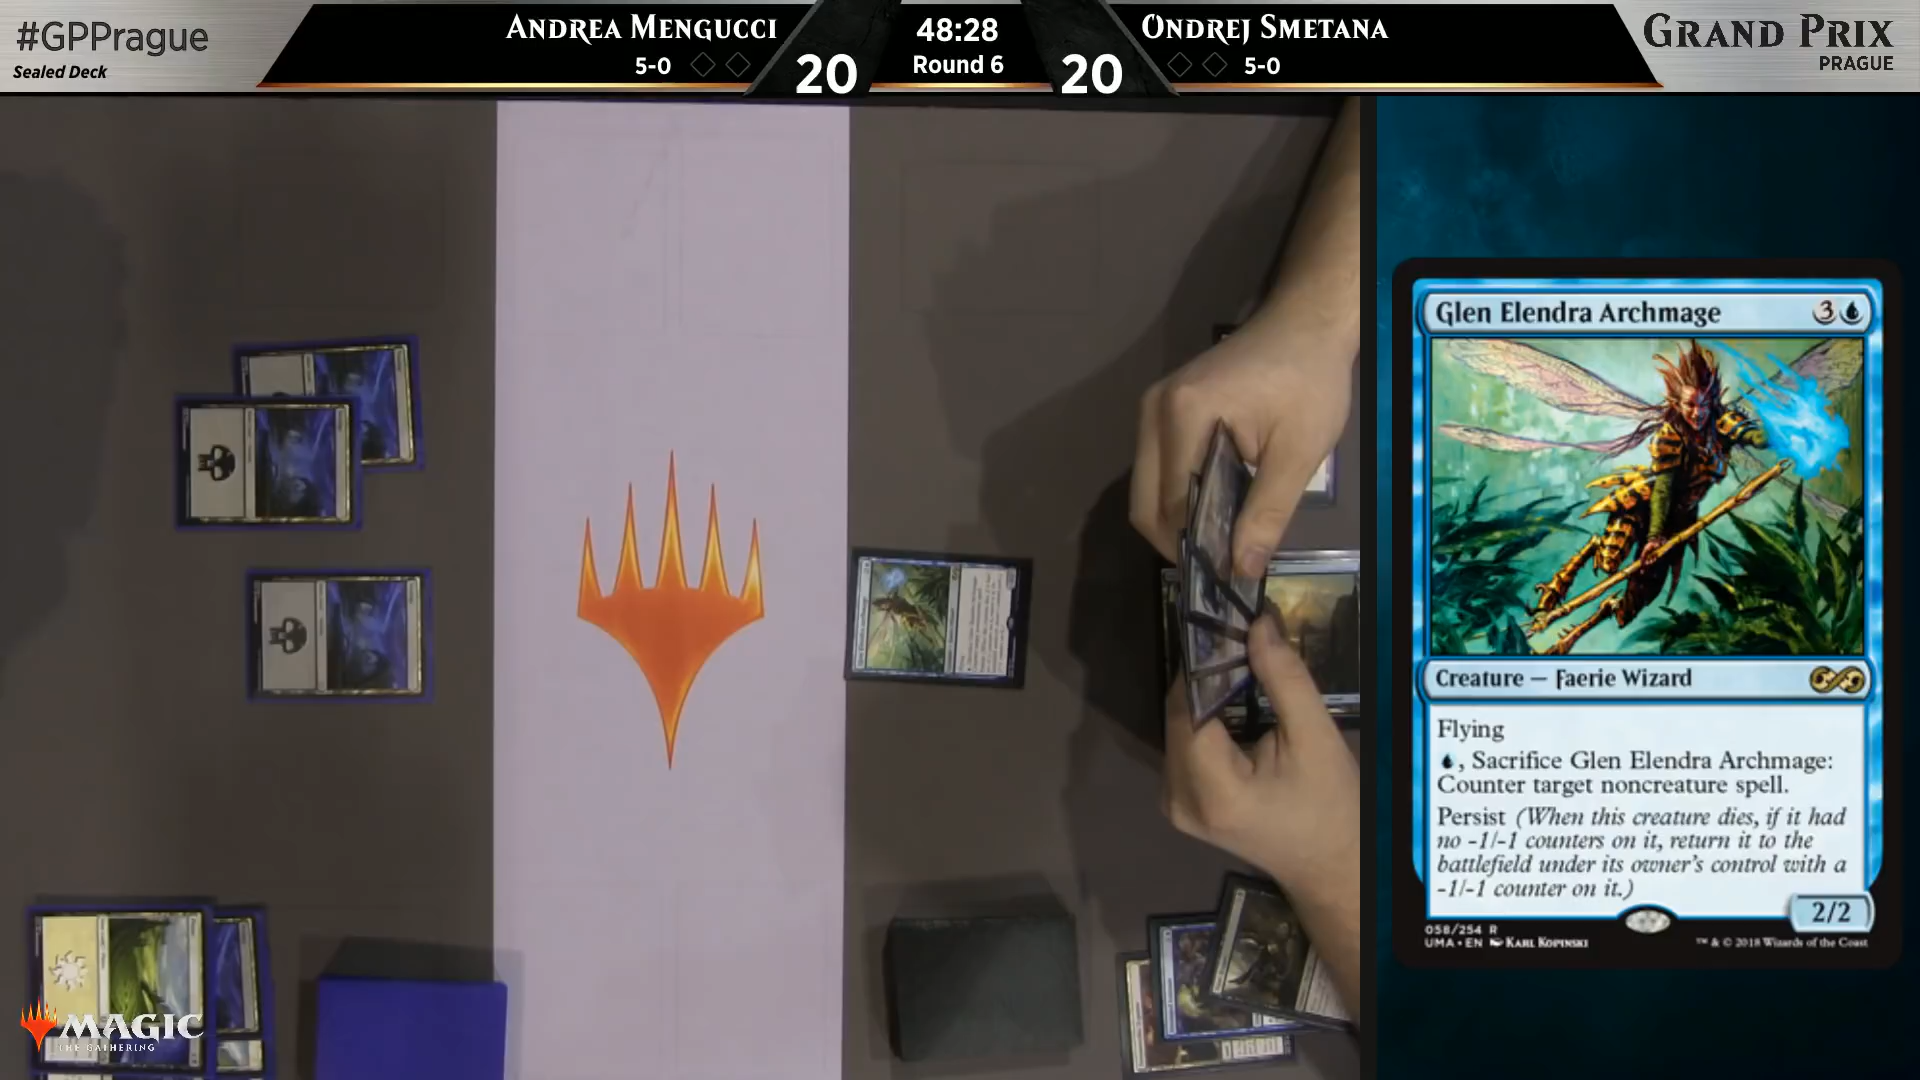 #GPPrague
Sealed Deck
ANDREA MENGUCCI
5-0
20
48:28
Round 6
20
ONDREJ SMETANA
5-0
GRAND PRIX
PRAGUE
Glen Elendra Archmage 3
Creature — Faerie Wizard
Flying
, Sacrifice Glen Elendra Archmage:
Counter target noncreature spell.
Persist (When this creature dies, if it had
no -1/-1 counters on it, return it to the
battlefield under its owner's control with a
-1/-1 counter on it.)
2/2
058/254 R
UMA • EN KARL KOPINSKI
™ & © 2018 Wizards of the Coast
MAGIC
THE GATHERING